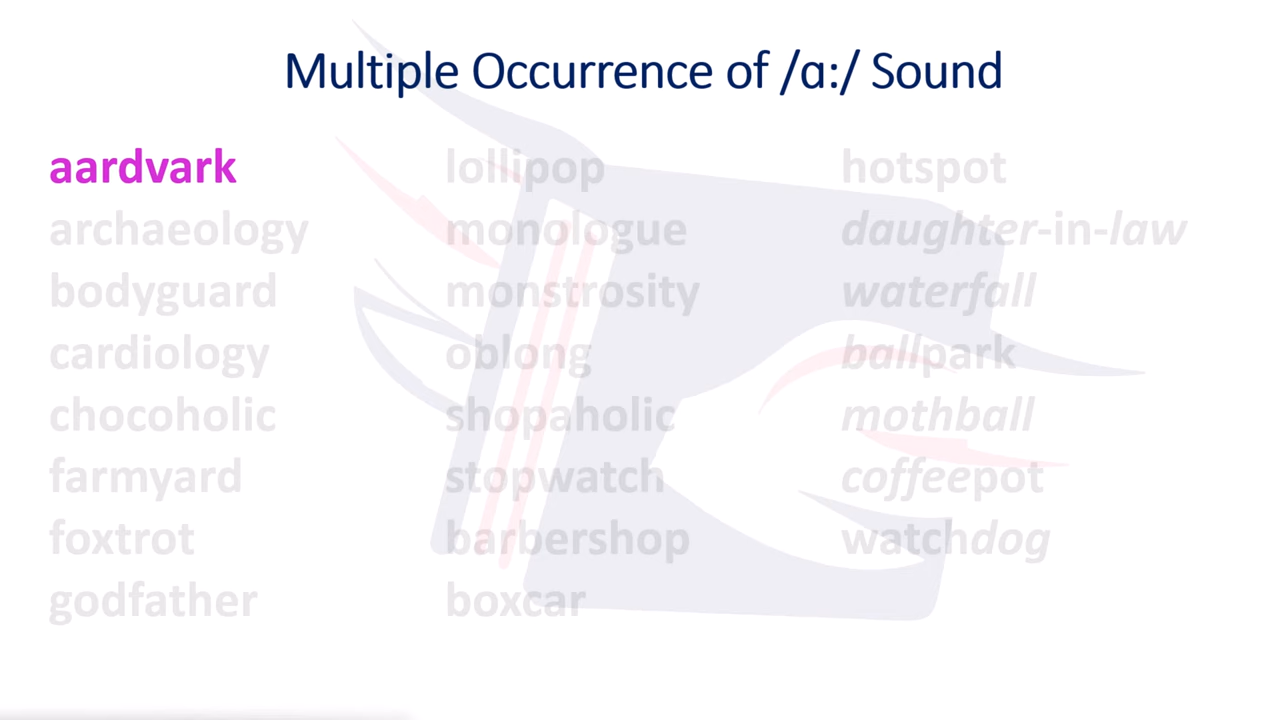 Multiple Occurrence of /ɑ:/ Sound
aardvark
archaeology
bodyguard
cardiology
chocoholic
farmyard
foxtrot
godfather
lollipop
monologue
monstrosity
oblong
shopaholic
stopwatch
barbershop
boxcar
hotspot
daughter-in-law
waterfall
ballpark
mothball
coffeepot
watchdog